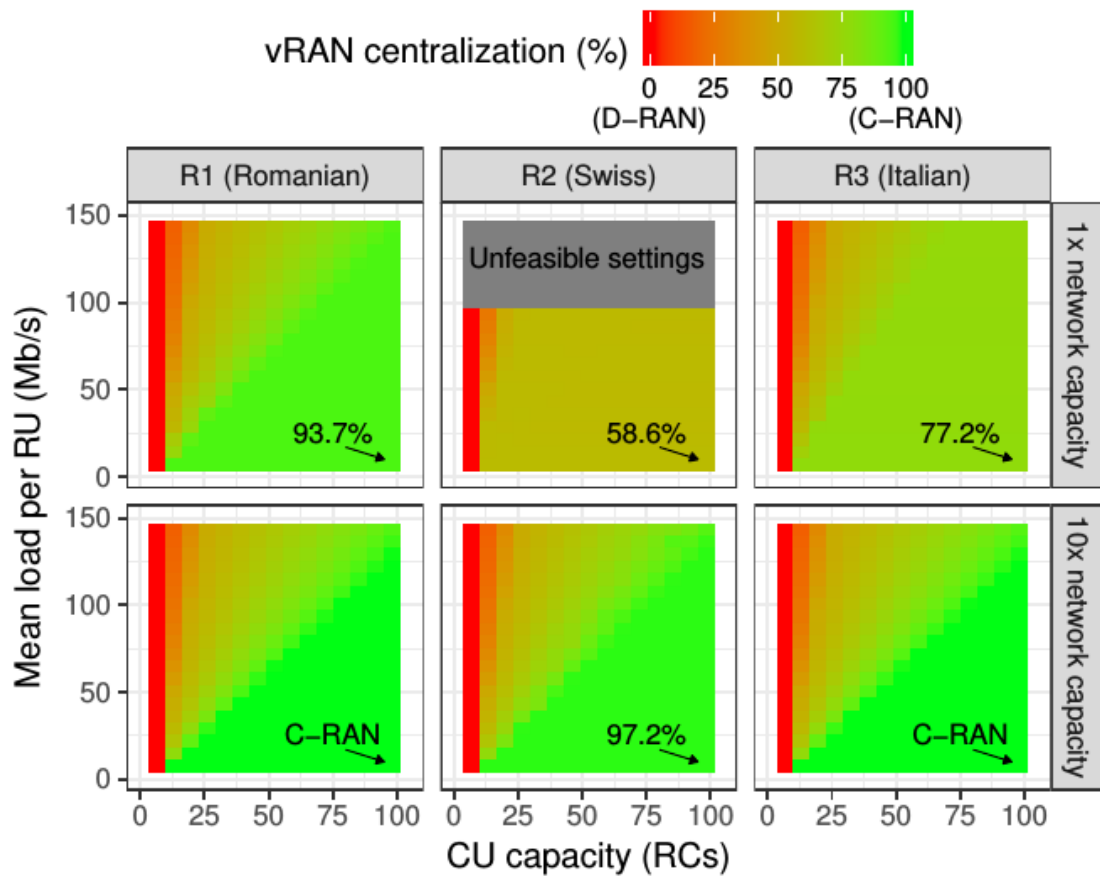 vRAN centralization (%)
0 25 50 75 100
(D−RAN) (C−RAN)
R1 (Romanian) R2 (Swiss) R3 (Italian)
Mean load per RU (Mb/s)
150
100
50
0
93.7%
Unfeasible settings
58.6%
77.2%
1x network capacity
150
100
50
0
C−RAN
97.2%
C−RAN
10x network capacity
0 25 50 75 100 0 25 50 75 100 0 25 50 75 100
CU capacity (RCs)